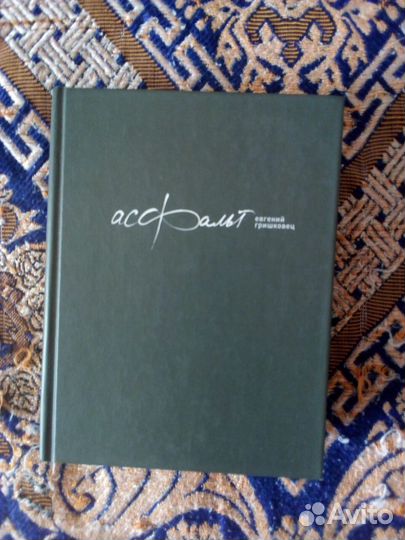 асфальт
евгений
гришковец
Avito